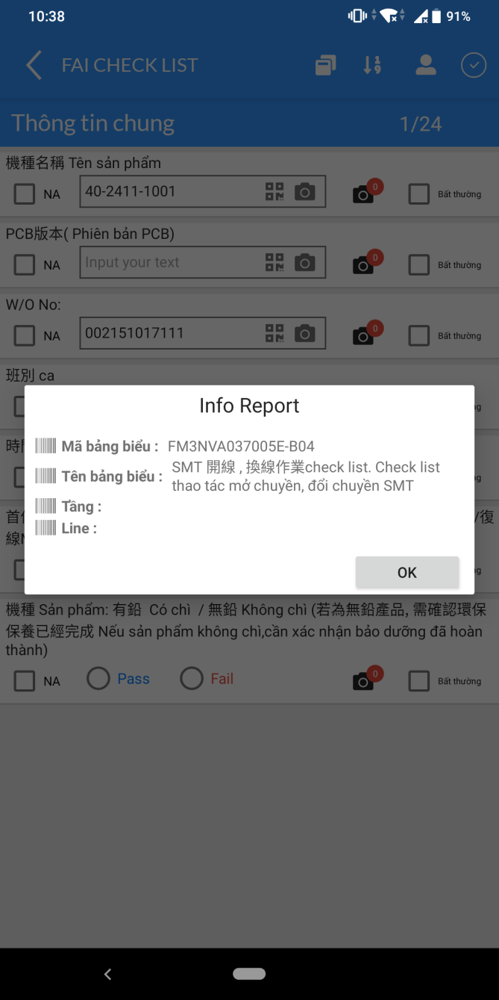 10:38
91%
FAI CHECK LIST
Thông tin chung
1/24
機種名稱 Tên sản phẩm
NA
40-2411-1001
0
Bất thường
PCB版本( Phiên bản PCB)
NA
Input your text
0
Bất thường
W/O No:
NA
002151017111
0
Bất thường
班別 ca
Info Report
Mã bảng biểu : FM3NVA037005E-B04
Tên bảng biểu : SMT 開線 , 換線作業check list. Check list
thao tác mở chuyền, đổi chuyền SMT
Tầng :
Line :
OK
時
首
/復
線
ng
ng
ng
機種 Sản phẩm: 有鉛 Có chì / 無鉛 Không chì (若為無鉛產品, 需確認環保
保養已經完成 Nếu sản phẩm không chì,cần xác nhận bảo dưỡng đã hoàn
thành)
NA
Pass
Fail
0
Bất thường